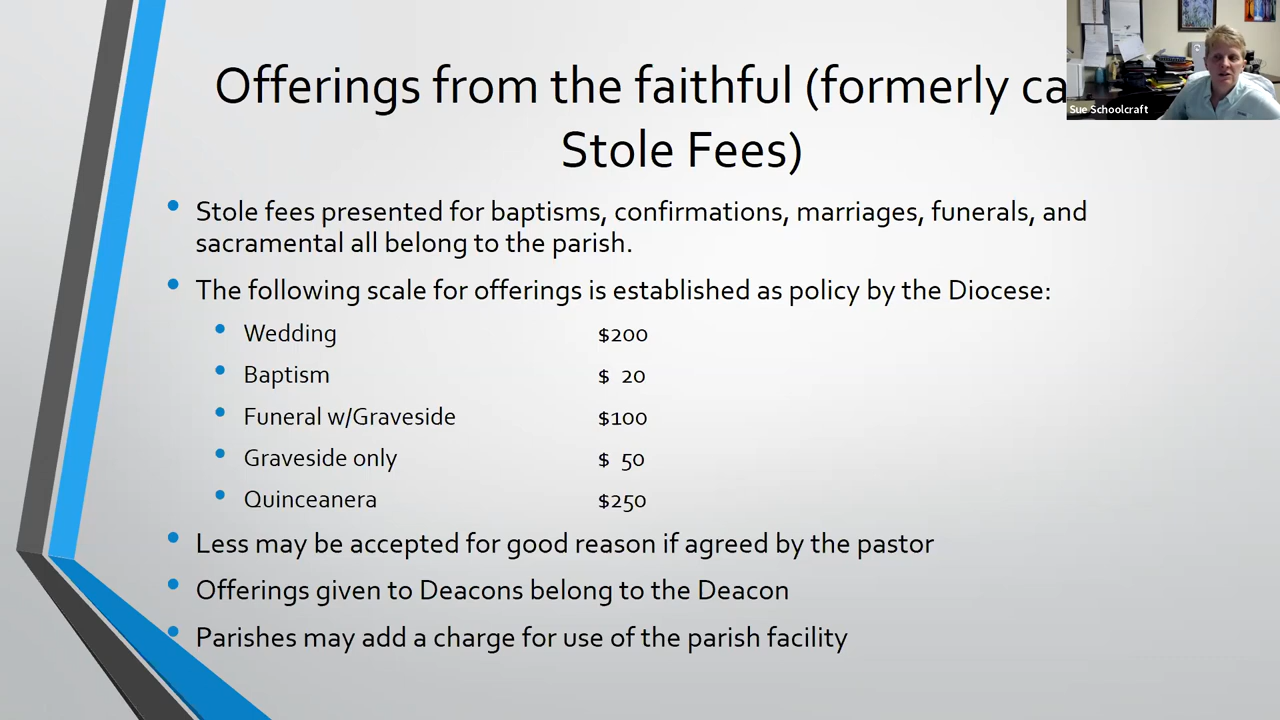 Offerings from the faithful (formerly ca
Stole Fees)
Sue Schoolcraft
• Stole fees presented for baptisms, confirmations, marriages, funerals, and
sacramental all belong to the parish.
• The following scale for offerings is established as policy by the Diocese:
• Wedding $200
• Baptism $ 20
• Funeral w/Graveside $100
• Graveside only $ 50
• Quinceanera $250
• Less may be accepted for good reason if agreed by the pastor
• Offerings given to Deacons belong to the Deacon
• Parishes may add a charge for use of the parish facility